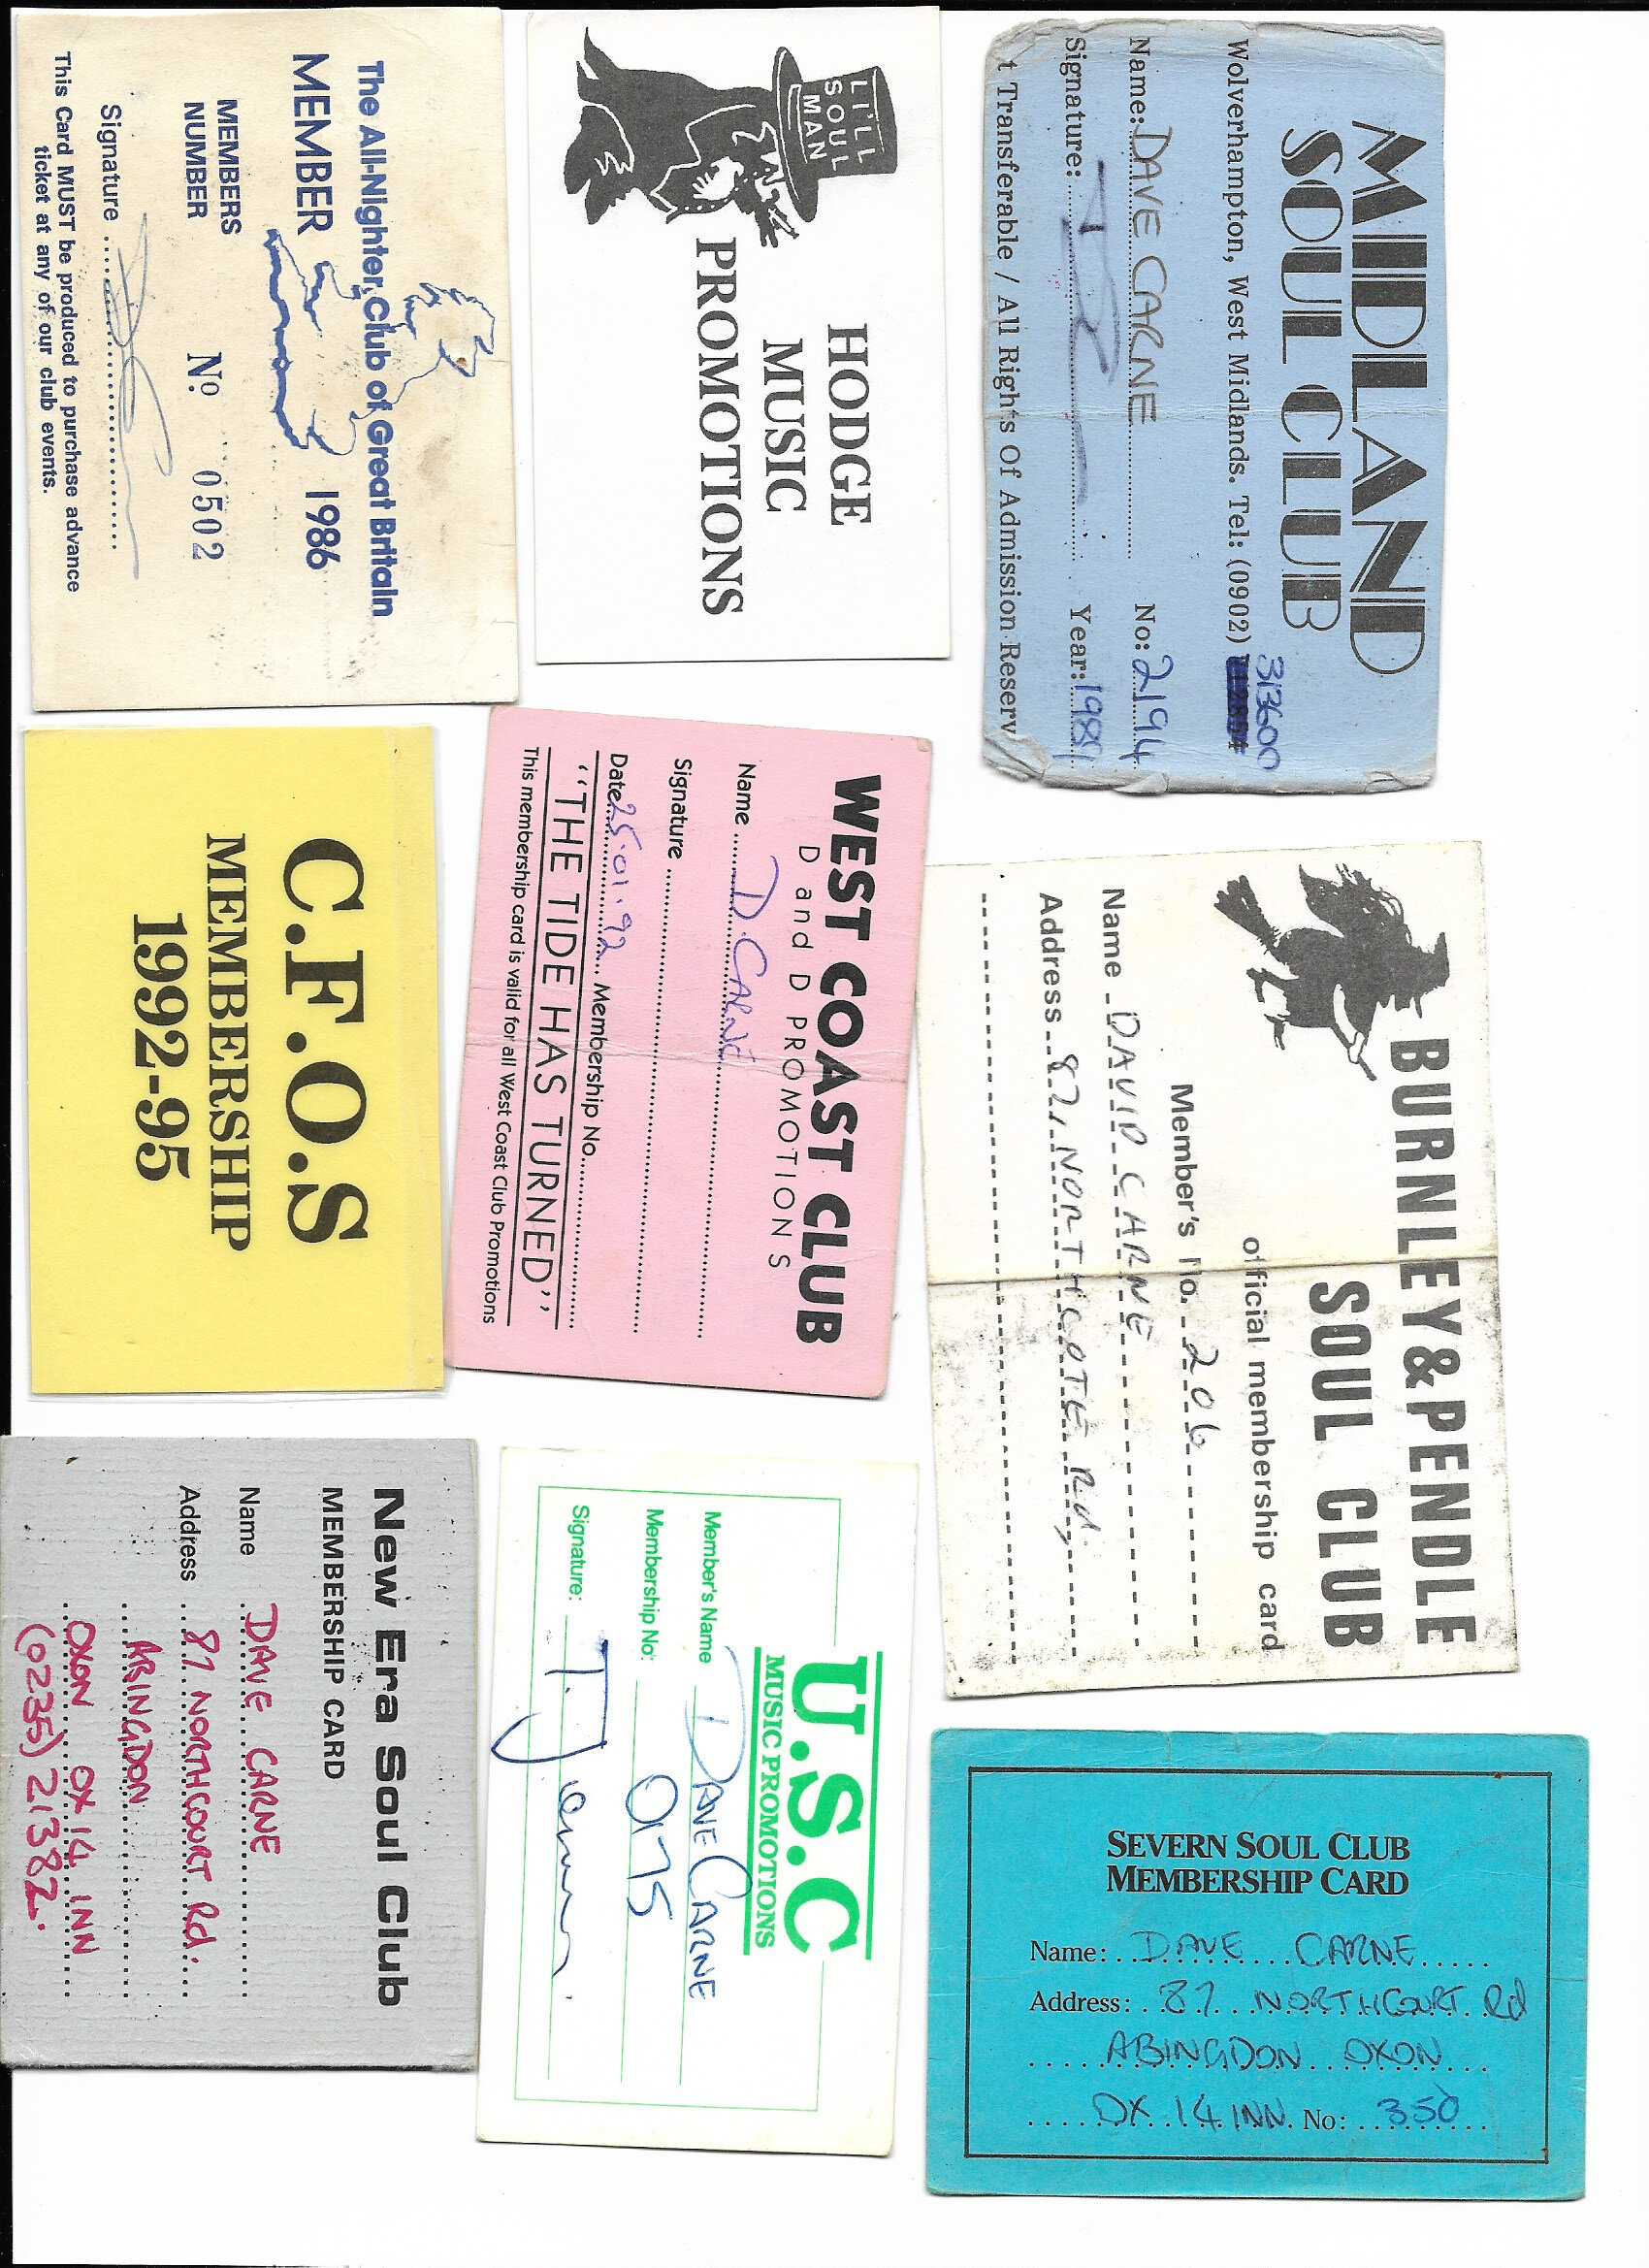 The All-Nighter Club of Great Britain
MEMBER 1986
MEMBERS
NUMBER Nº 0502
Signature
This Card MUST be produced to purchase advance
ticket at any of our club events.
LI'LL
SOUL
MAN
HODGE
MUSIC
PROMOTIONS
MIDLAND
SOUL CLUB
313600
Wolverhampton, West Midlands. Tel: (0902)
Name: DAVE CARNE No: 2194
Signature: Year:
t Transferable / All Rights Of Admission Reserv
C.F.O.S
MEMBERSHIP
1992-95
WEST COAST CLUB
D and D PROMOTIONS
Name D. CARNE
Signature
Date 25.01.92 Membership No
"THE TIDE HAS TURNED"
This membership card is valid for all West Coast Club Promotions
BURNLEY & PENDLE
SOUL CLUB
official membership card
Member's No. 206
Name DAVID CARNE
Address 87, NORTHCOTE Rd,
New Era Soul Club
MEMBERSHIP CARD
Name DAVE CARNE
Address 87 NORTHCOURT Rd.
ABINGDON
OXON OX14 1NN
(0235) 21382.
U.S.C
MUSIC PROMOTIONS
Member's Name DAVE CARNE
Membership No: 0175
Signature:
SEVERN SOUL CLUB
MEMBERSHIP CARD
Name: DAVE CARNE
Address: 87 NORTHCOURT Rd
ABINGDON OXON
OX 14 1NN No: 350